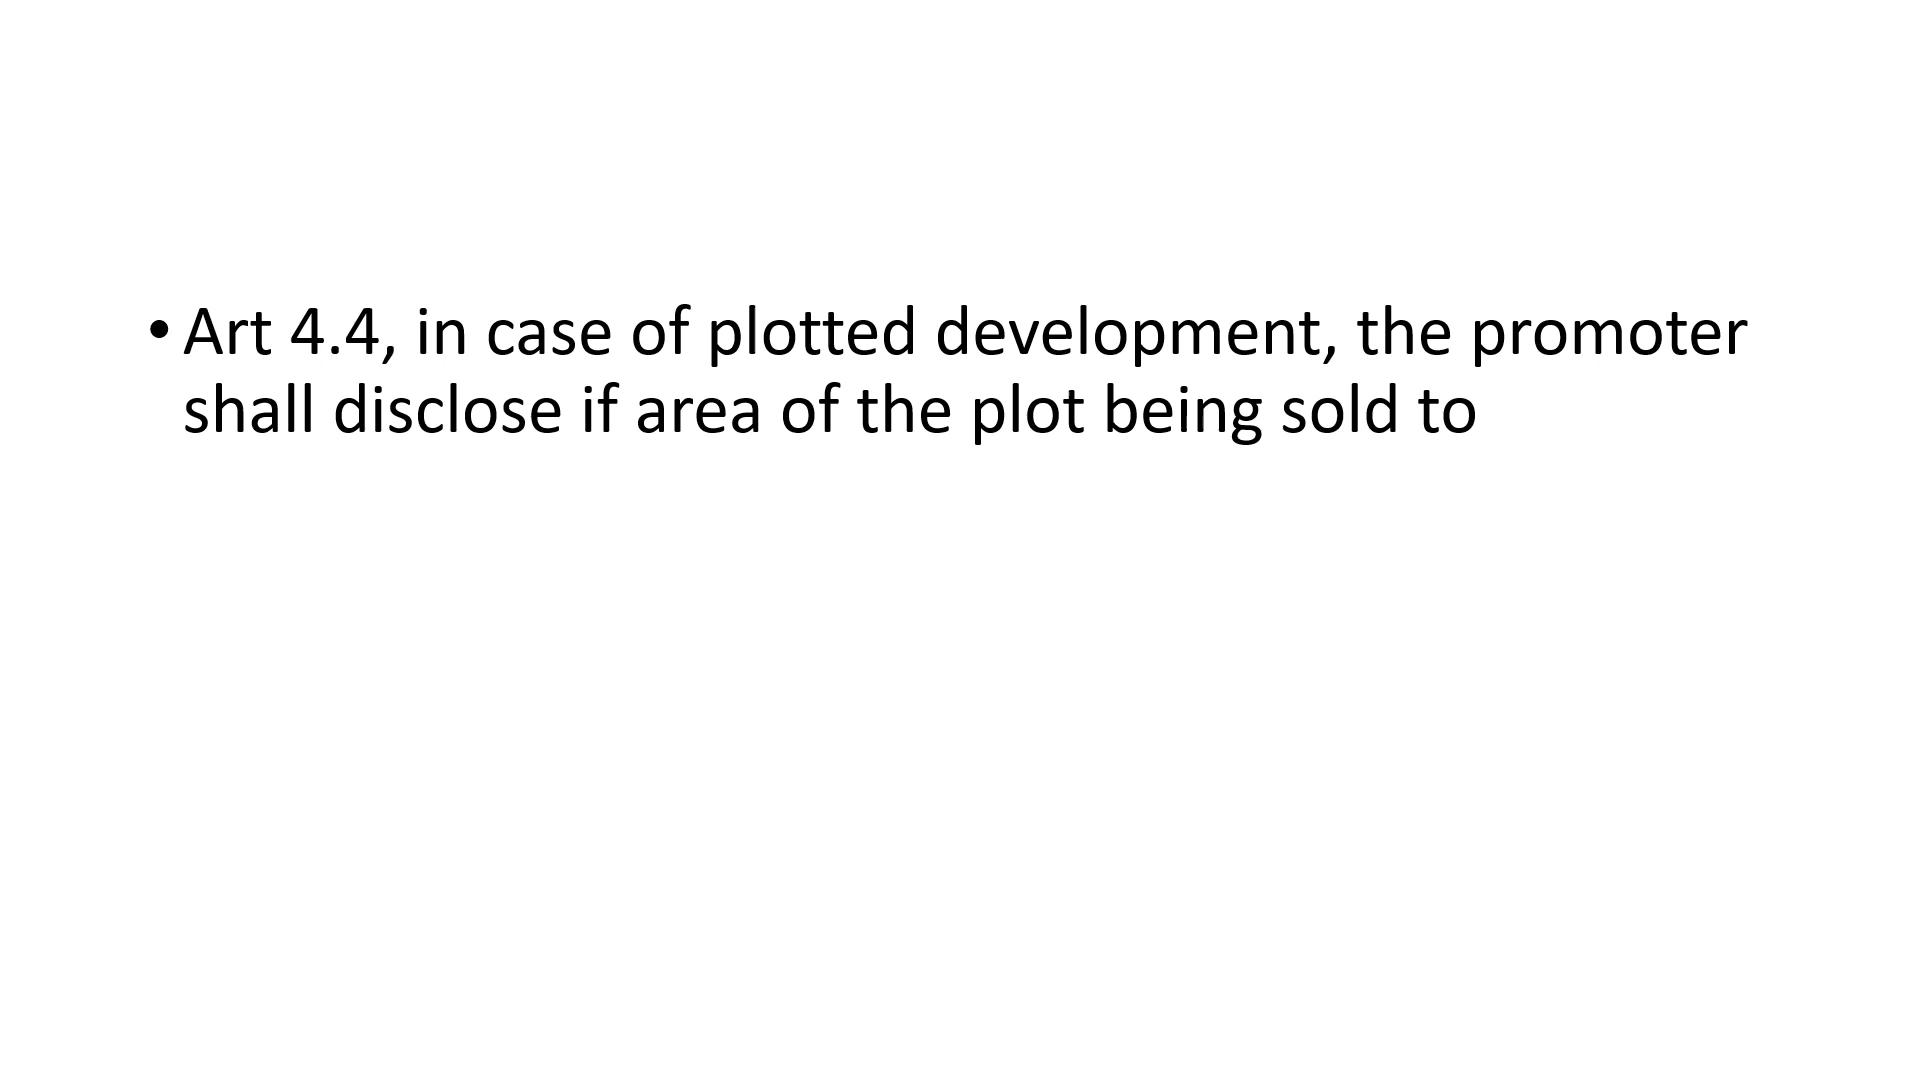 • Art 4.4, in case of plotted development, the promoter
shall disclose if area of the plot being sold to